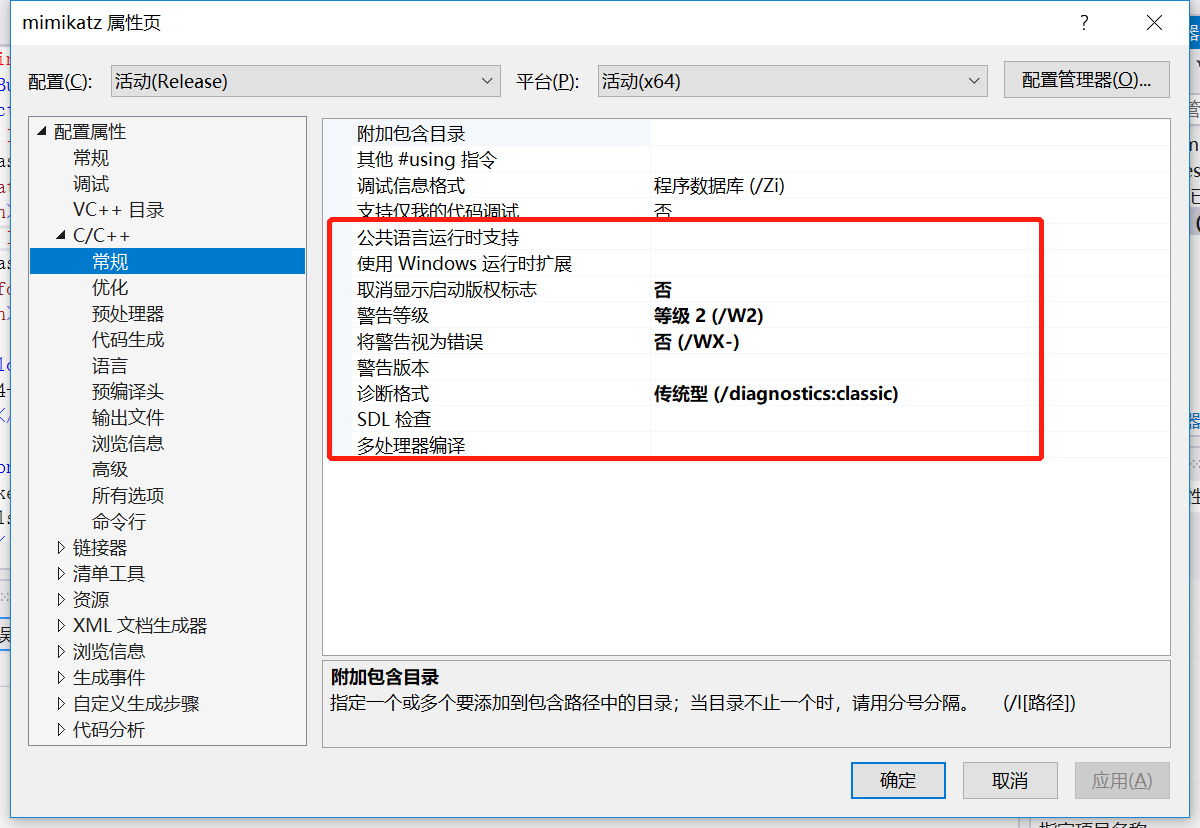 mimikatz 属性页
?
配置(C): 活动(Release) 平台(P): 活动(x64) 配置管理器(O)...
配置属性
常规
调试
VC++ 目录
C/C++
常规
优化
预处理器
代码生成
语言
预编译头
输出文件
浏览信息
高级
所有选项
命令行
链接器
清单工具
资源
XML 文档生成器
浏览信息
生成事件
自定义生成步骤
代码分析
附加包含目录
其他 #using 指令
调试信息格式 程序数据库 (/Zi)
支持仅我的代码调试 否
公共语言运行时支持
使用 Windows 运行时扩展
取消显示启动版权标志 否
警告等级 等级 2 (/W2)
将警告视为错误 否 (/WX-)
警告版本
诊断格式 传统型 (/diagnostics:classic)
SDL 检查
多处理器编译
附加包含目录
指定一个或多个要添加到包含路径中的目录；当目录不止一个时，请用分号分隔。 (/I[路径])
确定 取消 应用(A)
指定项目名称